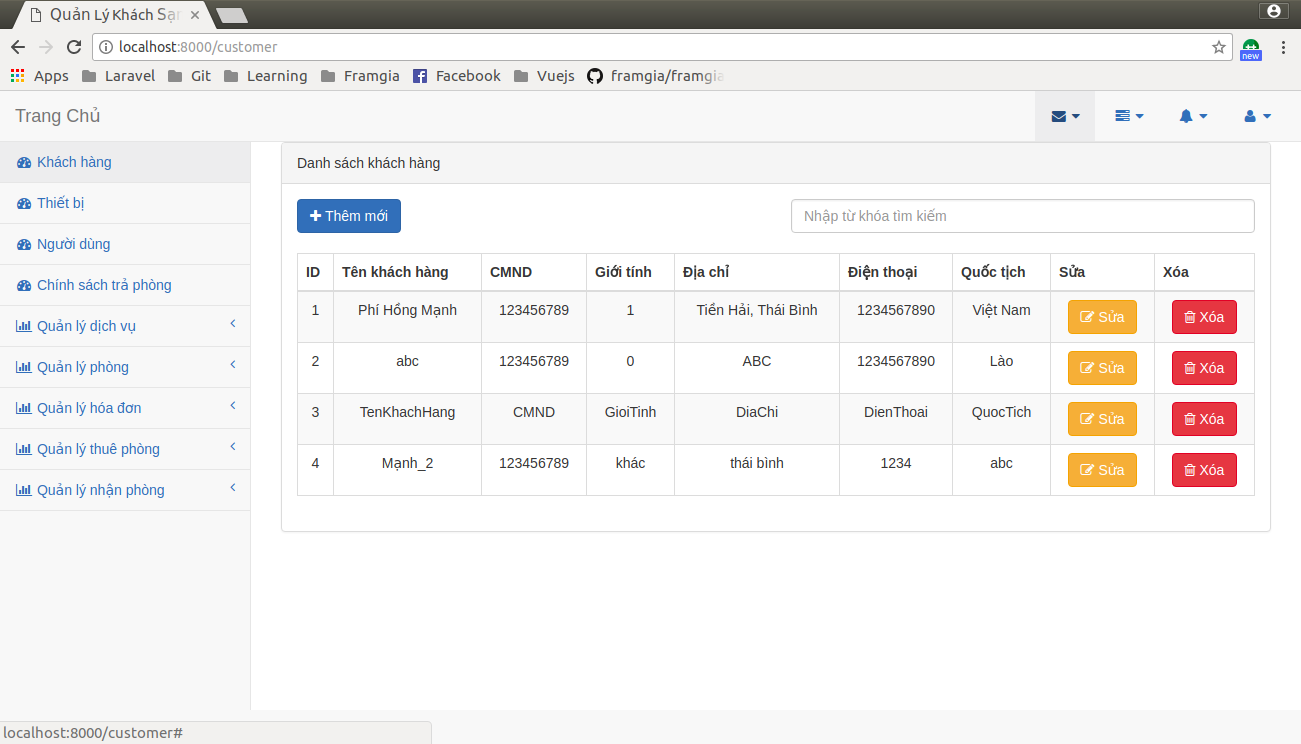 Quản Lý Khách Sạn
localhost:8000/customer
new
Apps Laravel Git Learning Framgia Facebook Vuejs framgia/framgia
Trang Chủ
Khách hàng
Thiết bị
Người dùng
Chính sách trả phòng
Quản lý dịch vụ
Quản lý phòng
Quản lý hóa đơn
Quản lý thuê phòng
Quản lý nhận phòng
Danh sách khách hàng
Thêm mới
Nhập từ khóa tìm kiếm
ID Tên khách hàng CMND Giới tính Địa chỉ Điện thoại Quốc tịch Sửa Xóa
1 Phí Hồng Mạnh 123456789 1 Tiền Hải, Thái Bình 1234567890 Việt Nam Sửa Xóa
2 abc 123456789 0 ABC 1234567890 Lào Sửa Xóa
3 TenKhachHang CMND GioiTinh DiaChi DienThoai QuocTich Sửa Xóa
4 Mạnh_2 123456789 khác thái bình 1234 abc Sửa Xóa
localhost:8000/customer#